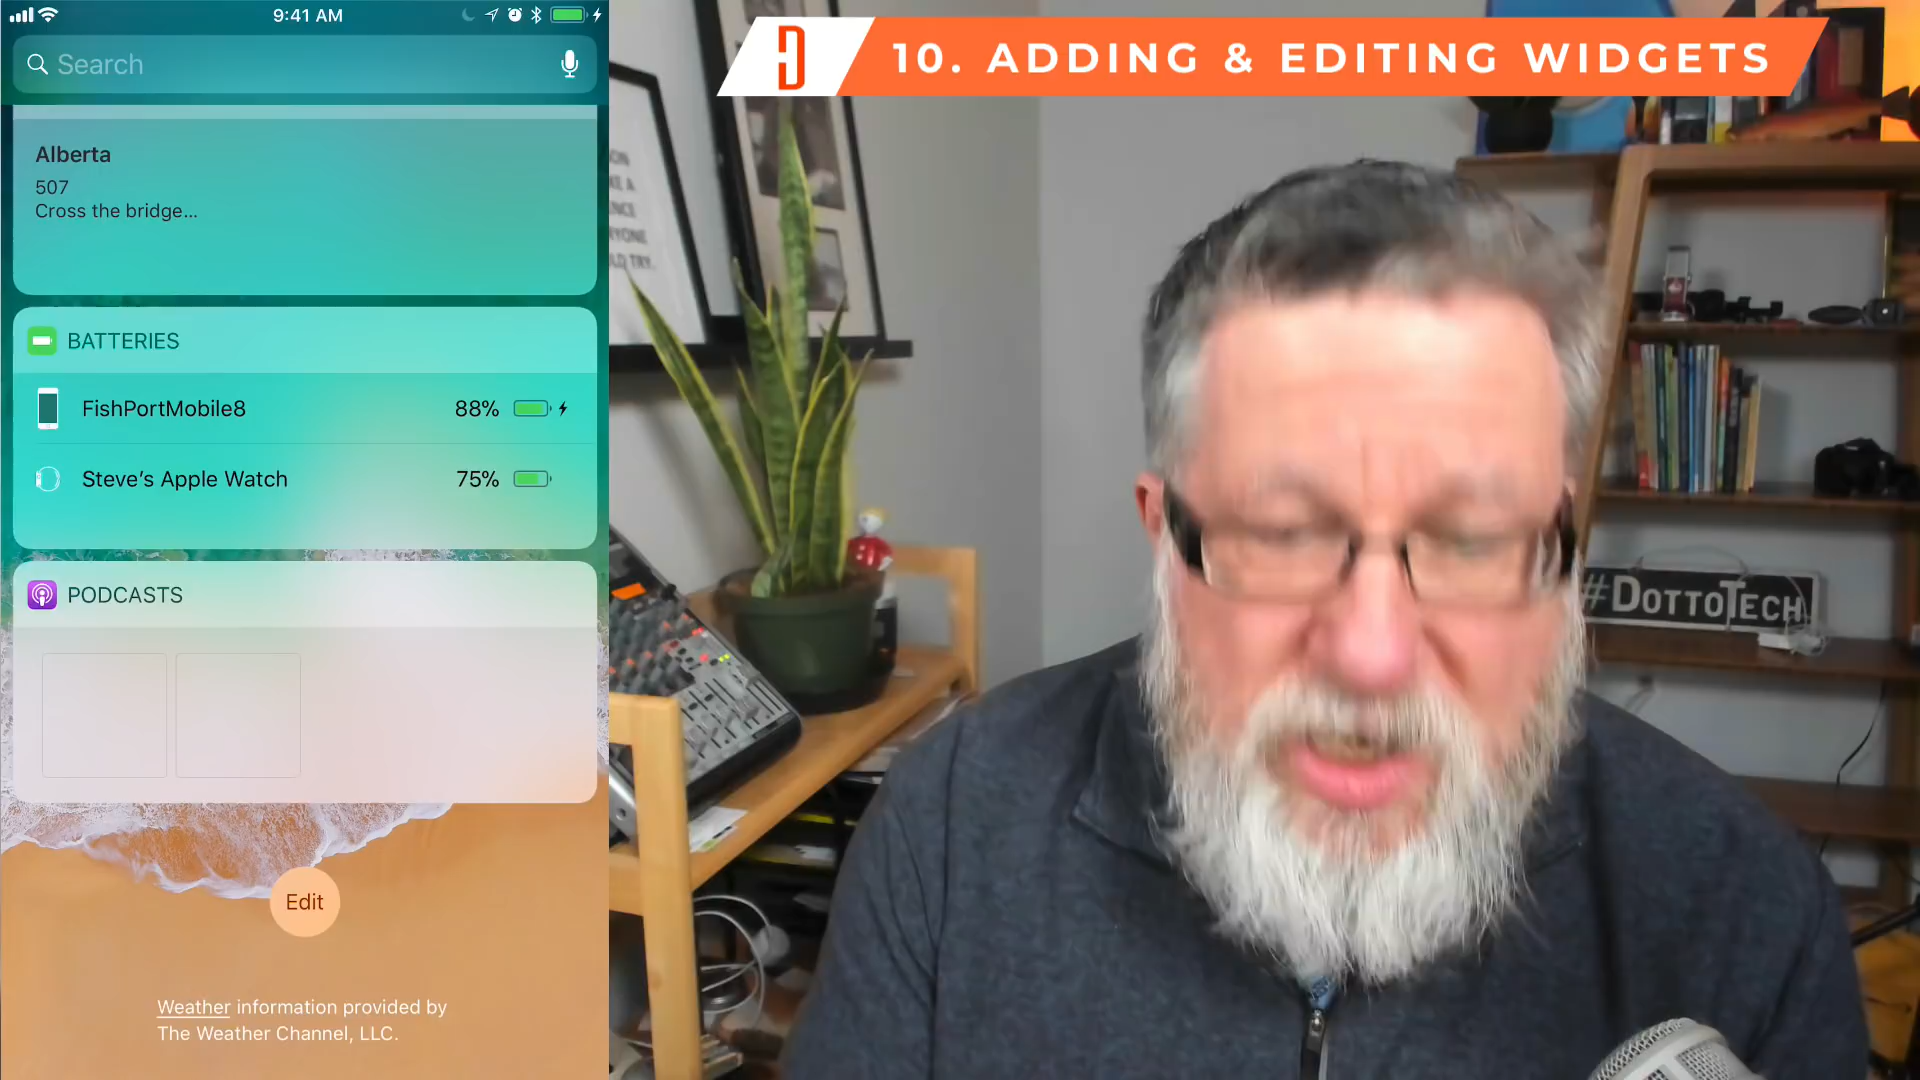 9:41 AM
Search
Alberta
507
Cross the bridge...
BATTERIES
FishPortMobile8
88%
Steve's Apple Watch
75%
PODCASTS
Edit
Weather information provided by
The Weather Channel, LLC.
10. ADDING & EDITING WIDGETS
#DOTTOTECH